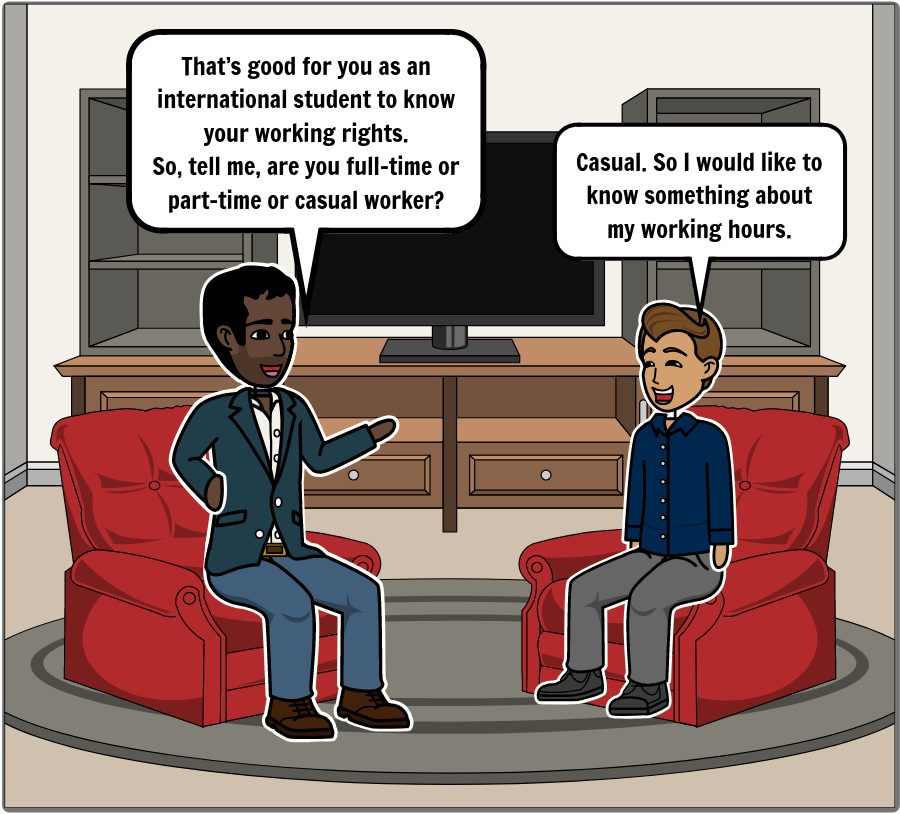 That’s good for you as an
international student to know
your working rights.
So, tell me, are you full-time or
part-time or casual worker?
Casual. So I would like to
know something about
my working hours.